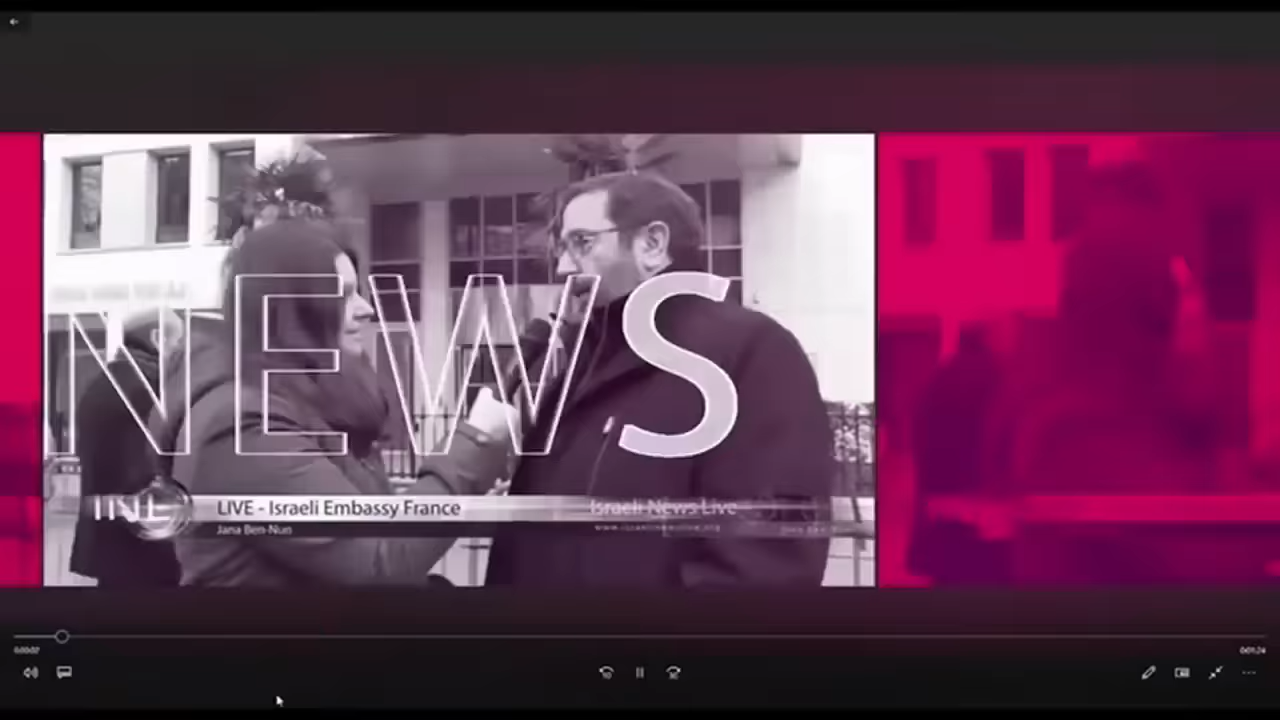 NEWS
INL
LIVE - Israeli Embassy France
Israeli News Live
Jana Ben-Nun